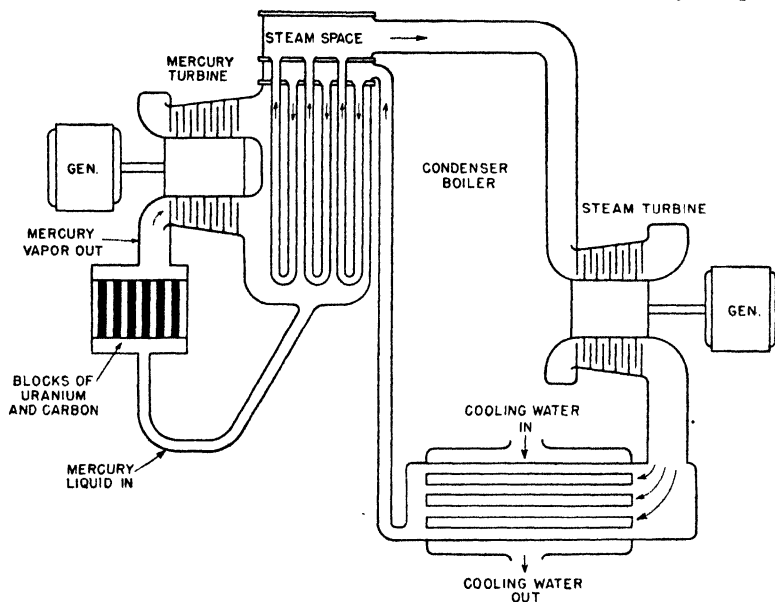 STEAM SPACE
MERCURY
TURBINE
GEN.
CONDENSER
BOILER
STEAM TURBINE
MERCURY
VAPOR OUT
GEN.
BLOCKS OF
URANIUM
AND CARBON
COOLING WATER
IN
MERCURY
LIQUID IN
COOLING WATER
OUT